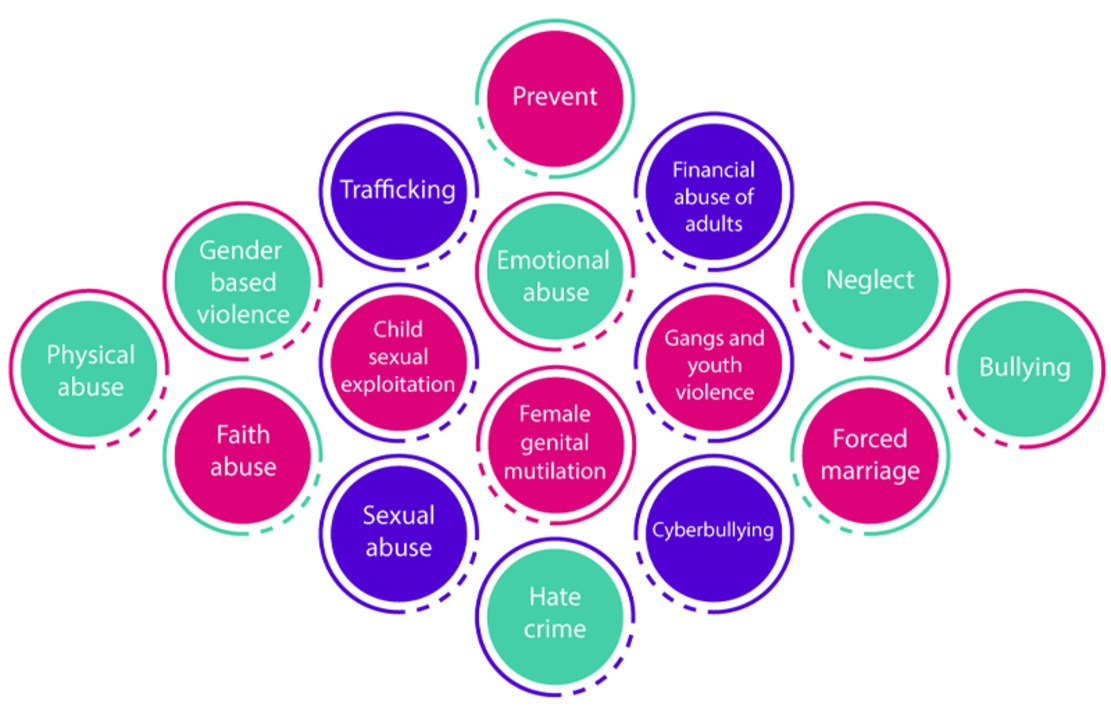 Prevent
Trafficking
Financial
abuse of
adults
Gender
based
violence
Emotional
abuse
Neglect
Physical
abuse
Child
sexual
exploitation
Gangs and
youth
violence
Bullying
Faith
abuse
Female
genital
mutilation
Forced
marriage
Sexual
abuse
Cyberbullying
Hate
crime